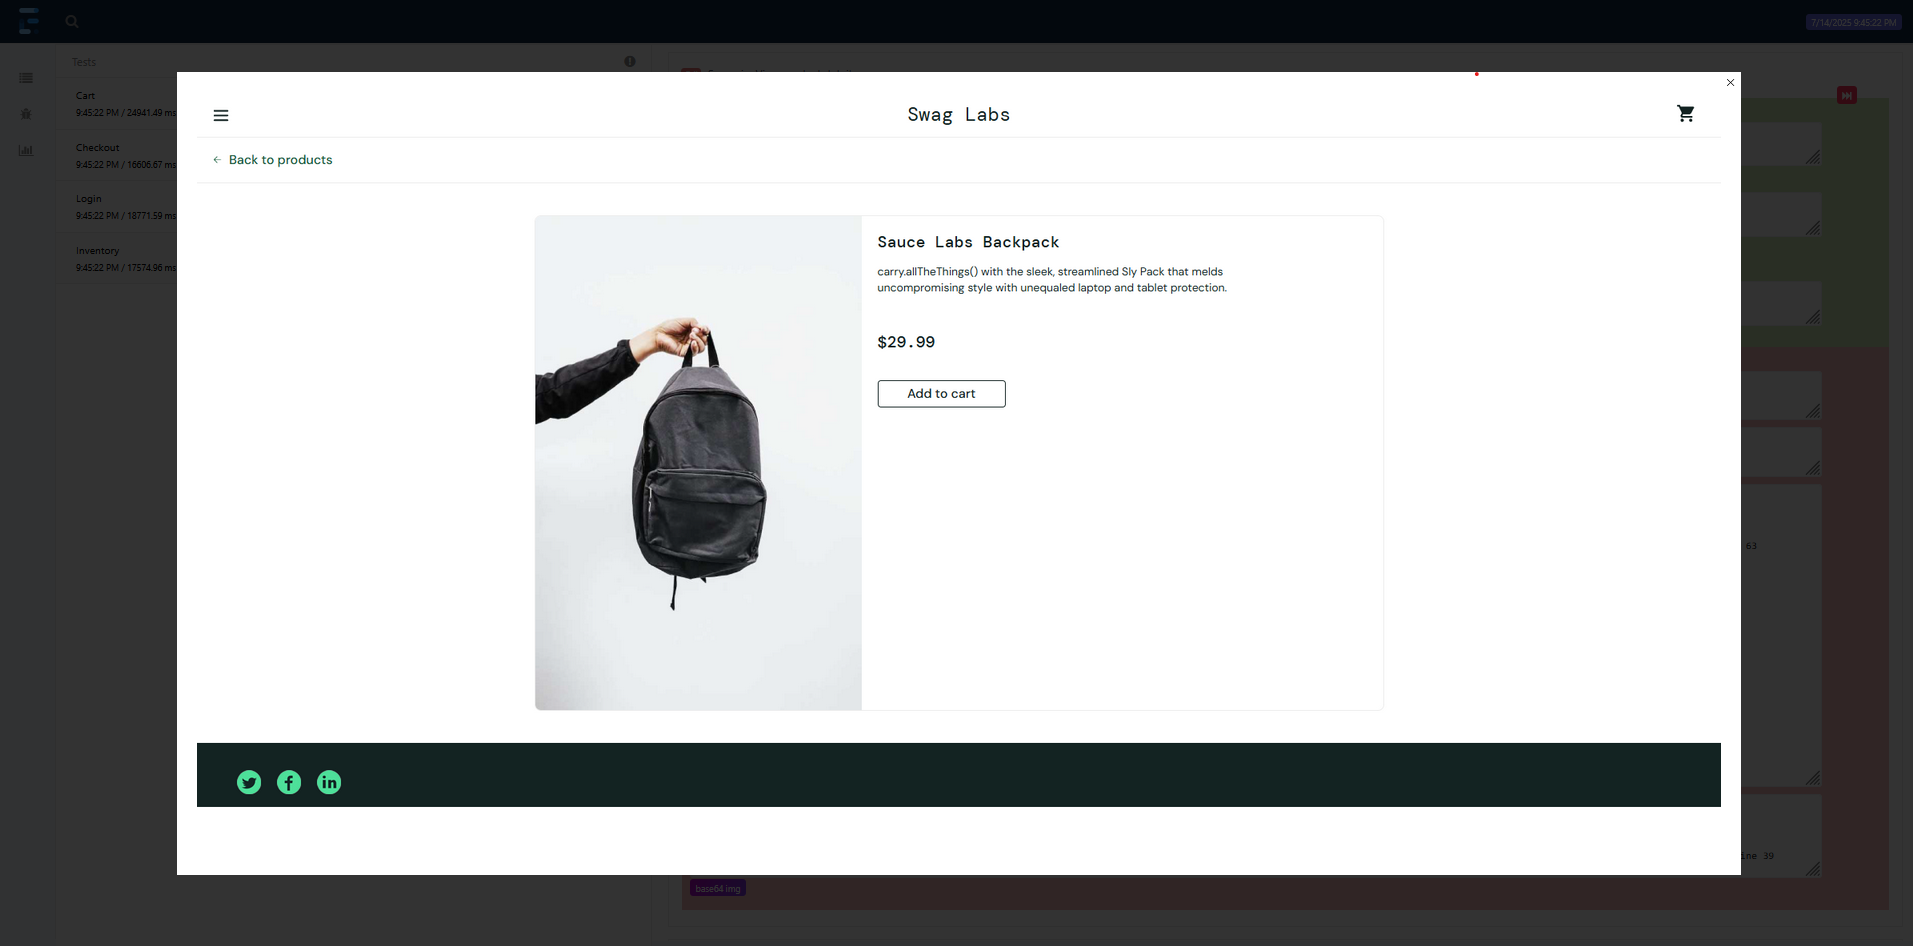 7/14/2025 9:45:22 PM
Tests
Cart
9:45:22 PM / 24941.49 ms
Checkout
9:45:22 PM / 16606.67 ms
Login
9:45:22 PM / 18771.59 ms
Inventory
9:45:22 PM / 17574.96 ms
Swag Labs
Back to products
Sauce Labs Backpack
carry.allTheThings() with the sleek, streamlined Sly Pack that melds
uncompromising style with unequaled laptop and tablet protection.
$29.99
Add to cart
63
ine 39
base64 img